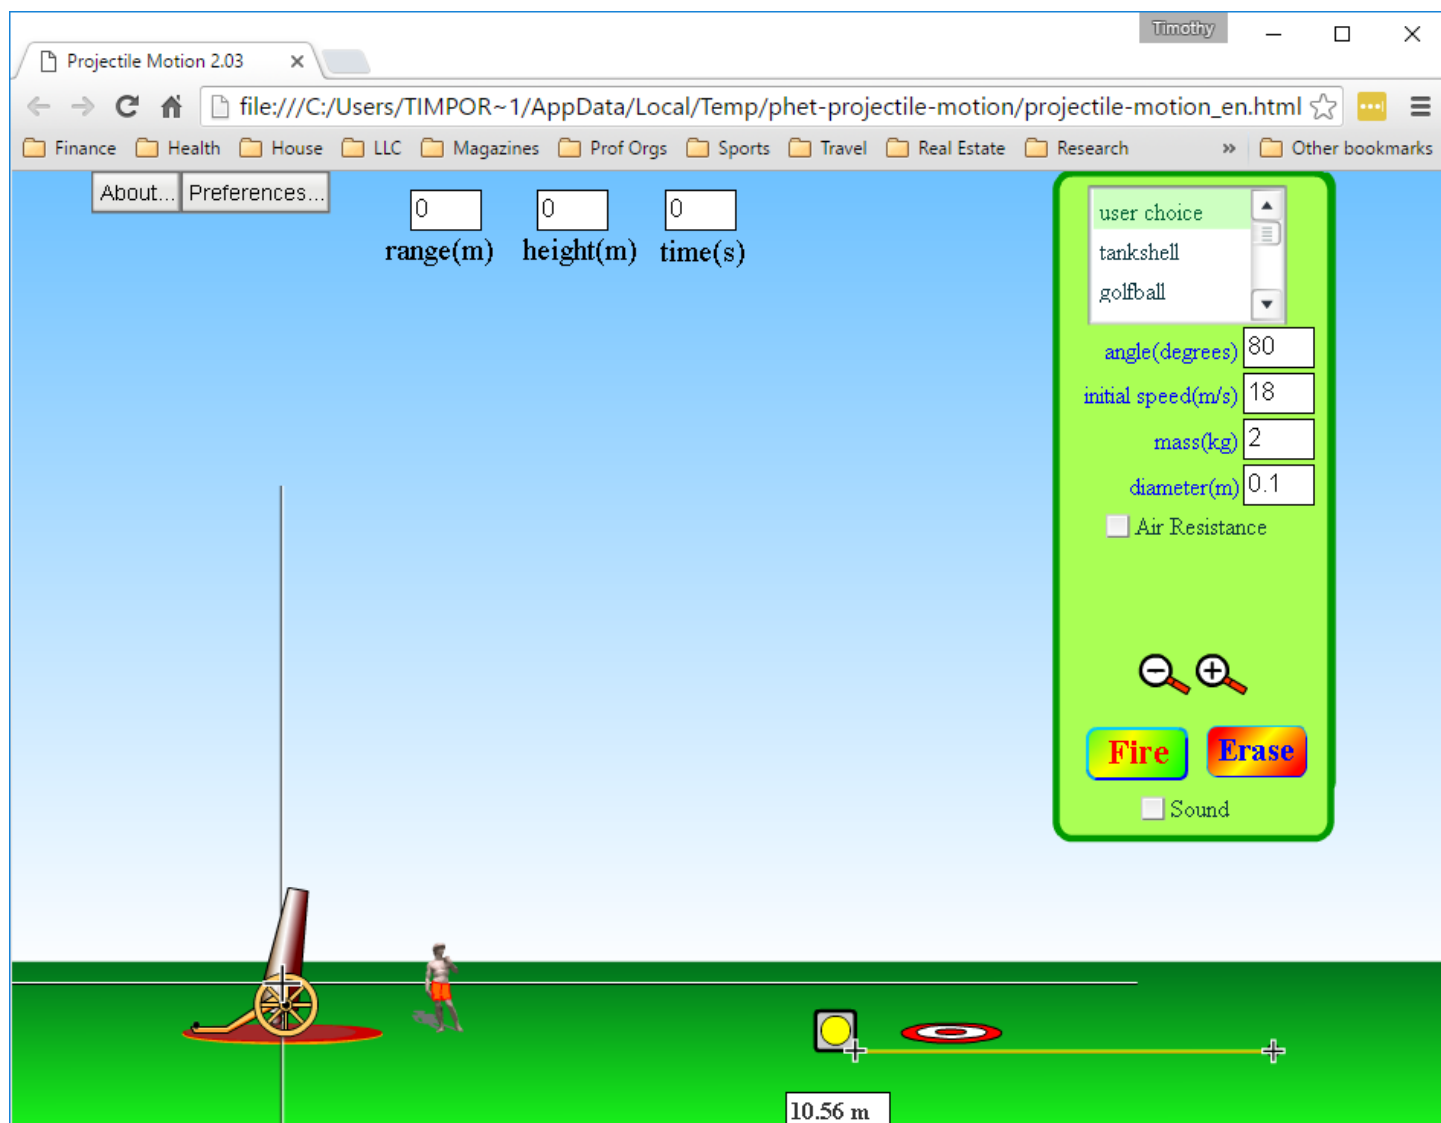 Timothy
Projectile Motion 2.03
file:///C:/Users/TIMPOR~1/AppData/Local/Temp/phet-projectile-motion/projectile-motion_en.html
Finance Health House LLC Magazines Prof Orgs Sports Travel Real Estate Research » Other bookmarks
About... Preferences...
0 0 0
range(m) height(m) time(s)
user choice
tankshell
golfball
angle(degrees) 80
initial speed(m/s) 18
mass(kg) 2
diameter(m) 0.1
Air Resistance
Fire Erase
Sound
10.56 m